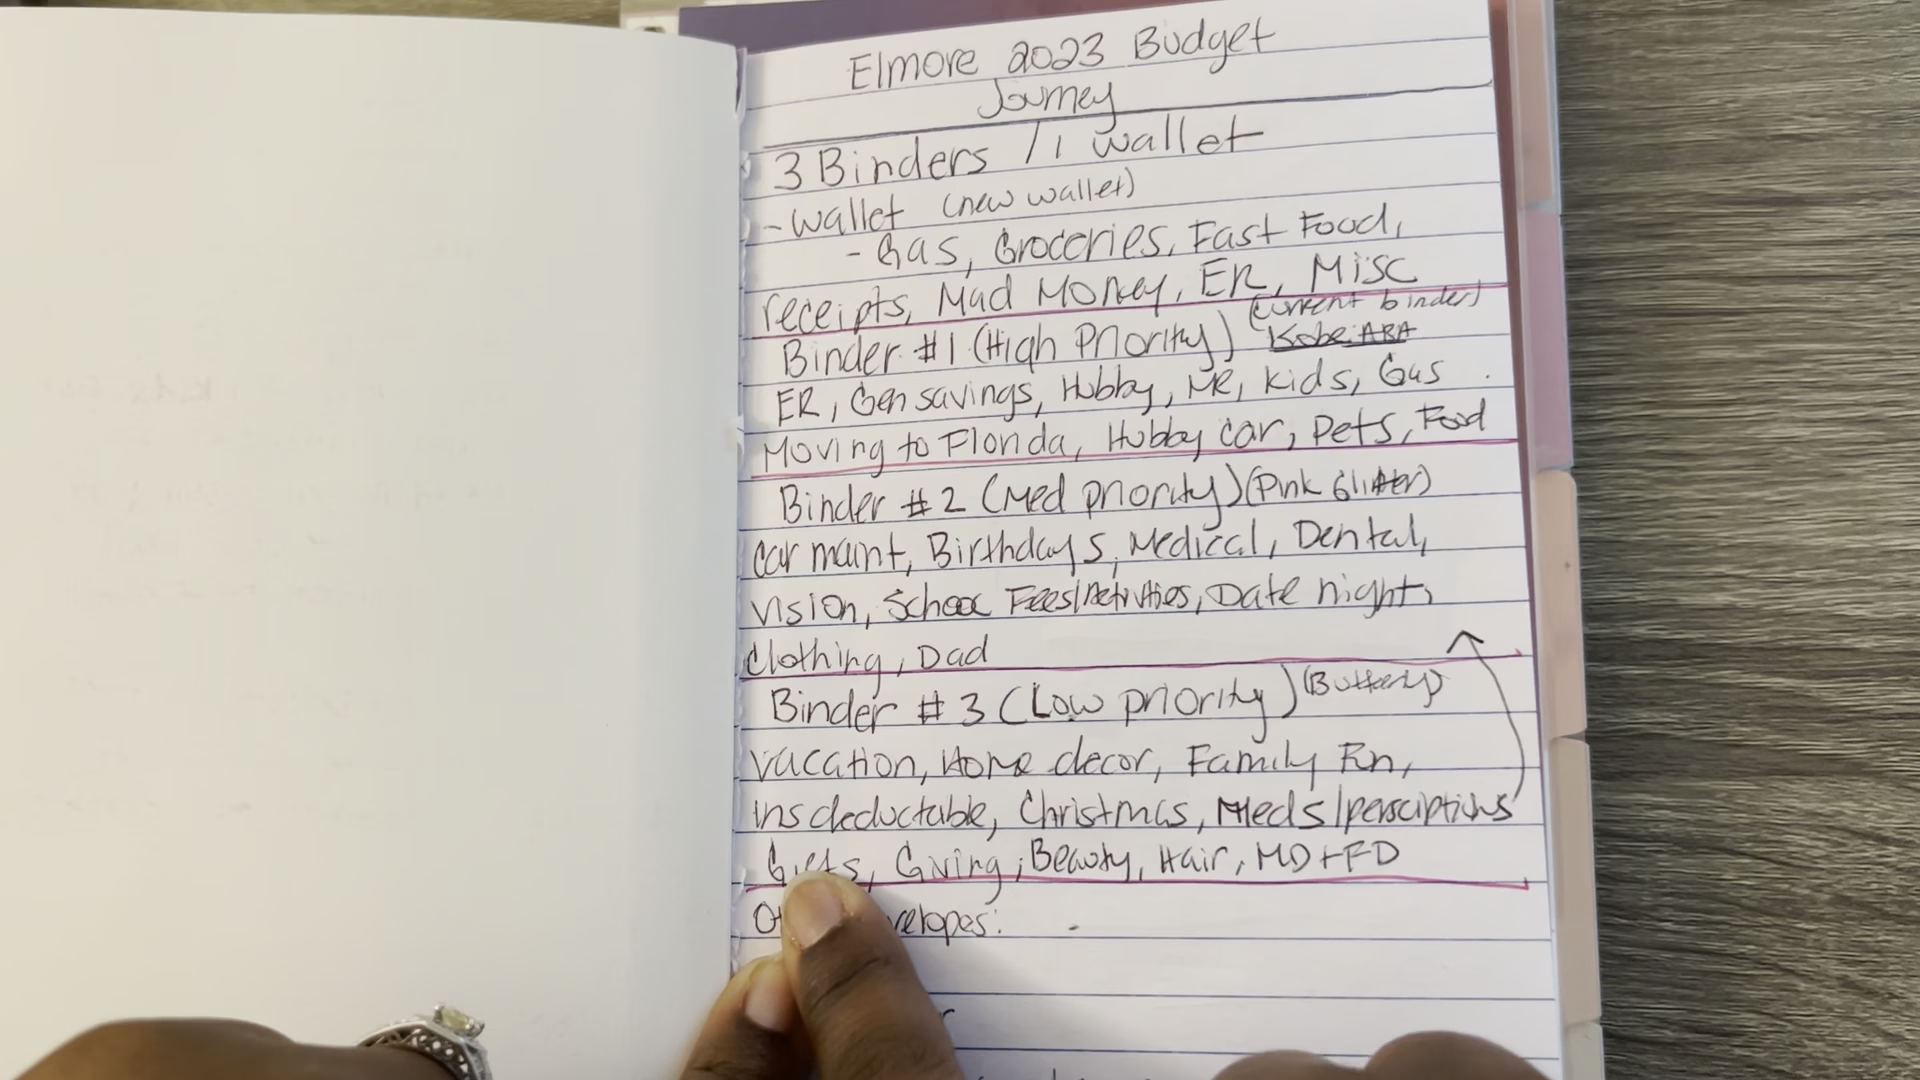 Elmore 2023 Budget
Journey
3 Binders / 1 wallet
- wallet (new wallet)
- Gas, Groceries, Fast Food,
receipts, Mad Money, ER, Misc
(current binder)
Binder #1 (High Priority) Kobe ABA
ER, Gen savings, Hubby, ME, kids, Gas
Moving to Florida, Hubby car, pets, Food
Binder #2 (Med priority) (Pink Glitter)
car maint, Birthdays, Medical, Dental,
vision, School Fees/Activities, Date night,
Clothing, Dad
Binder #3 (Low priority) (Butterfly)
vacation, Home decor, Family Fun,
ins deductable, Christmas, Meds/persciptions
Gifts, Giving, Beauty, Hair, MD+FD